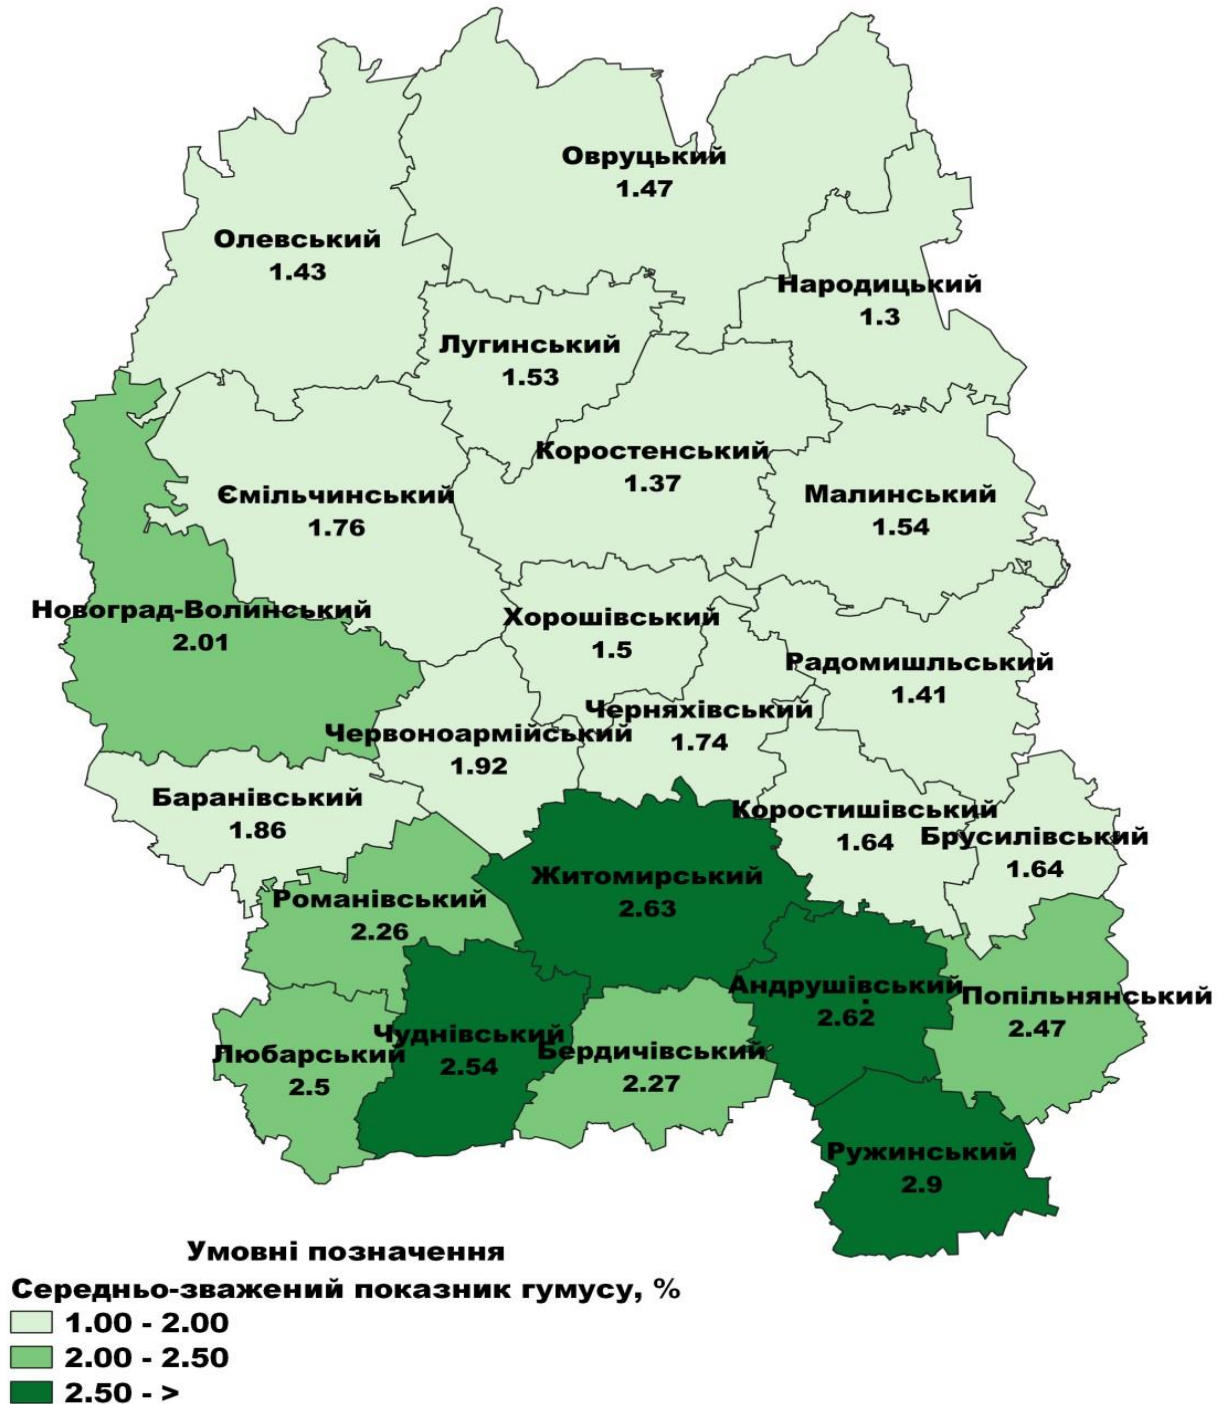 Овруцький
1.47
Олевський
1.43
Народицький
1.3
Лугинський
1.53
Коростенський
1.37
Ємільчинський
1.76
Малинський
1.54
Новоград-Волинський
2.01
Хорошівський
1.5
Радомишльський
1.41
Черняхівський
1.74
Червоноармійський
1.92
Баранівський
1.86
Коростишівський
1.64
Брусилівський
1.64
Житомирський
2.63
Романівський
2.26
Андрушівський
2.62
Попільнянський
2.47
Чуднівський
2.54
Любарський
2.5
Бердичівський
2.27
Ружинський
2.9
Умовні позначення
Середньо-зважений показник гумусу, %
1.00 - 2.00
2.00 - 2.50
2.50 - >